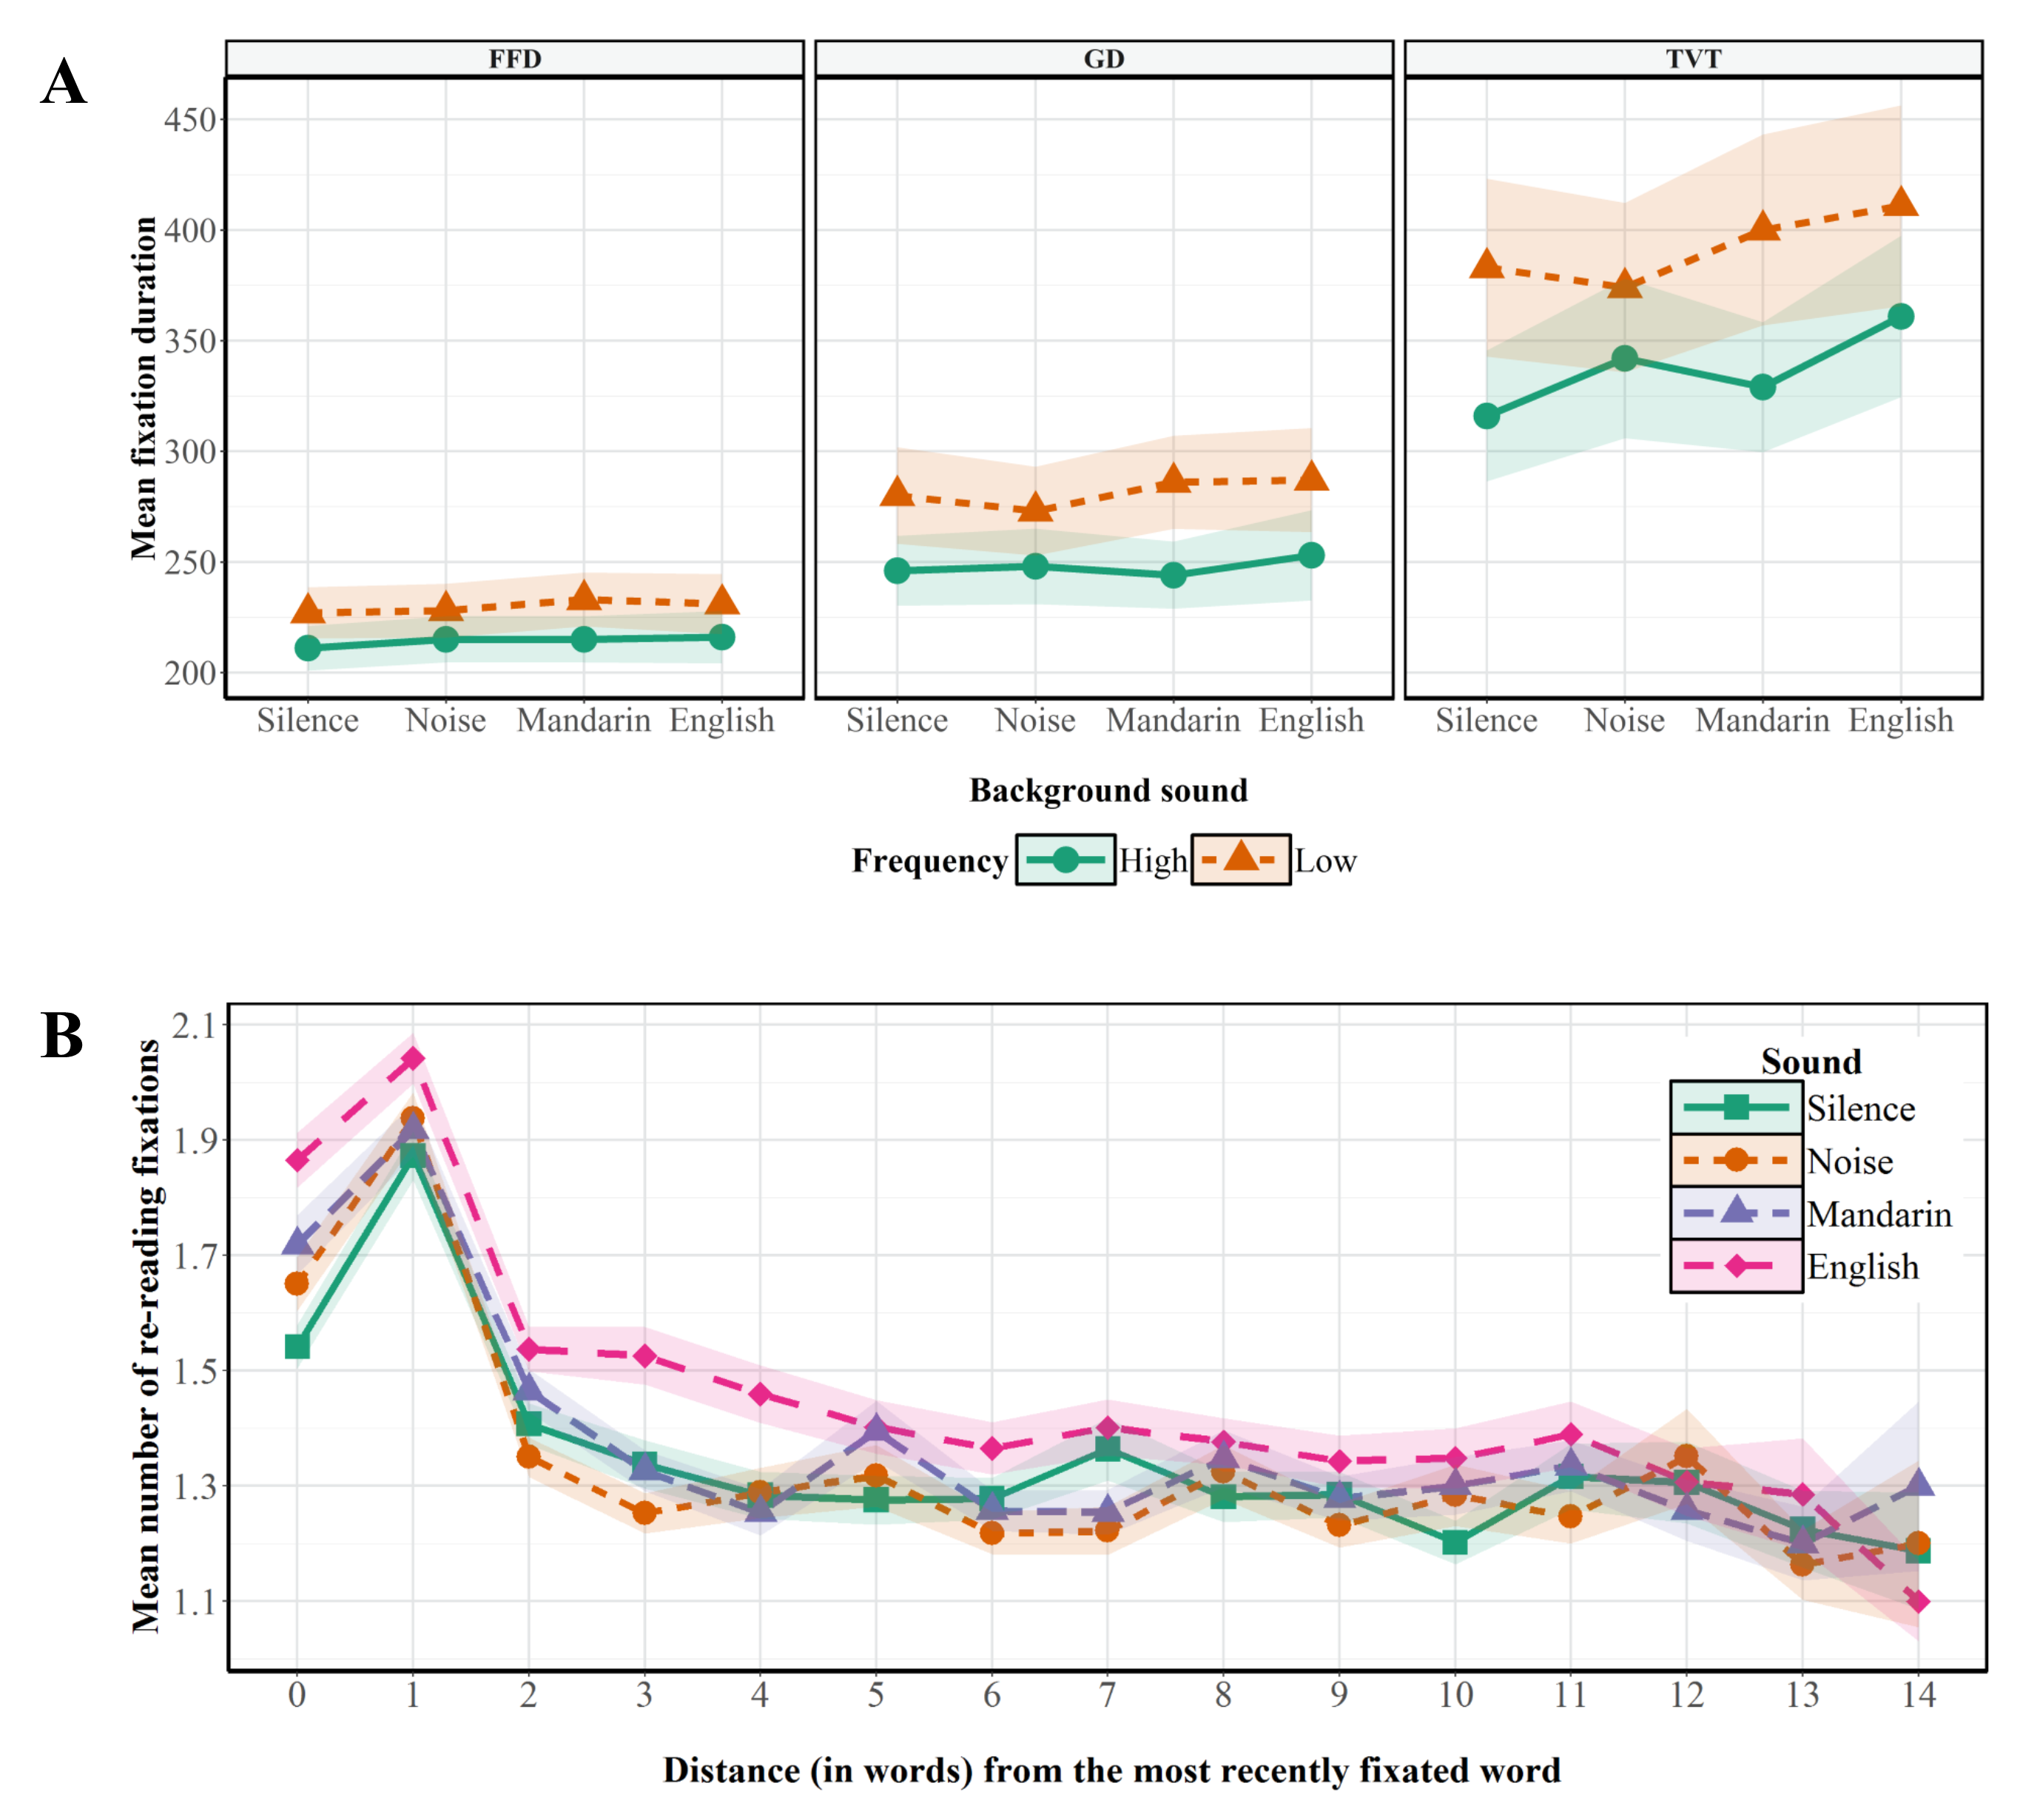 A
FFD GD TVT
Mean fixation duration
450
400
350
300
250
200
Silence Noise Mandarin English Silence Noise Mandarin English Silence Noise Mandarin English
Background sound
Frequency High Low
B
Mean number of re-reading fixations
2.1
1.9
1.7
1.5
1.3
1.1
Sound
Silence
Noise
Mandarin
English
0 1 2 3 4 5 6 7 8 9 10 11 12 13 14
Distance (in words) from the most recently fixated word